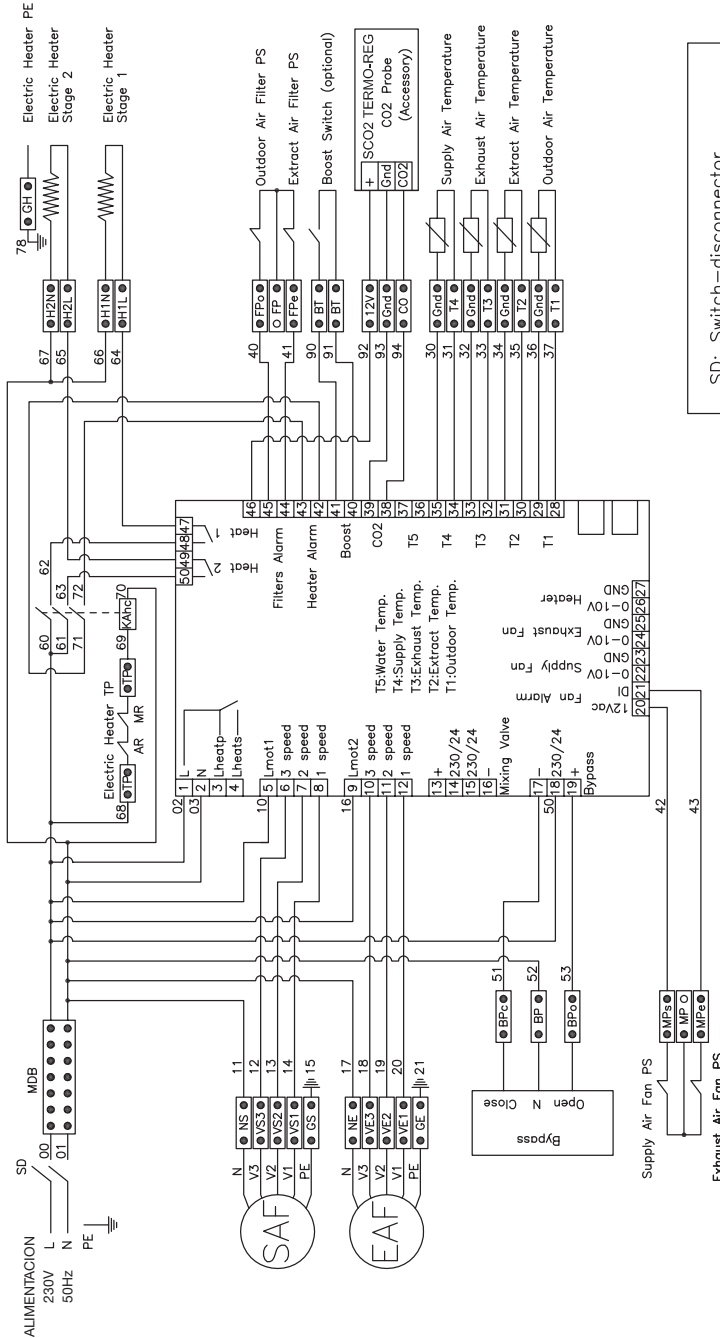 ALIMENTACION
230V L
50Hz N
PE
SD
00
01
MDB
Electric Heater PE
Electric Heater
Stage 2
Electric Heater
Stage 1
78
GH
67
H2N
65
H2L
66
H1N
64
H1L
Outdoor Air Filter PS
Extract Air Filter PS
Boost Switch (optional)
40
FPo
FP
41
FPe
90
BT
91
BT
SCO2 TERMO-REG
CO2 Probe
(Accessory)
+
Gnd
CO2
92
12V
93
Gnd
94
CO
Supply Air Temperature
Exhaust Air Temperature
Extract Air Temperature
Outdoor Air Temperature
30
Gnd
31
T4
32
Gnd
33
T3
34
Gnd
35
T2
36
Gnd
37
T1
60
62
61
63
71
72
68
TP
Electric Heater TP
AR MR
TP
69
KAhc
70
50 49 48 47
Heat 2
Heat 1
46
45
44
43
42
41
40
39
38
37
36
35
34
33
32
31
30
29
28
Filters Alarm
Heater Alarm
Boost
CO2
T5
T4
T3
T2
T1
T5:Water Temp.
T4:Supply Temp.
T3:Exhaust Temp.
T2:Extract Temp.
T1:Outdoor Temp.
02
1 L
03
2 N
3 Lheatp
4 Lheats
10
5 Lmot1
6 3 speed
7 2 speed
8 1 speed
16
9 Lmot2
10 3 speed
11 2 speed
12 1 speed
13 +
14 230/24
15 230/24
16 -
Mixing Valve
17 -
50
18 230/24
19 +
Bypass
20 21 22 23 24 25 26 27
12Vac
DI
0-10V
GND
0-10V
GND
0-10V
GND
Fan Alarm
Supply Fan
Exhaust Fan
Heater
SAF
N NS 11
V3 VS3 12
V2 VS2 13
V1 VS1 14
PE GS 15
EAF
N NE 17
V3 VE3 18
V2 VE2 19
V1 VE1 20
PE GE 21
Bypass
Close
N
Open
BPc 51
BP 52
BPo 53
Supply Air Fan PS
Exhaust Air Fan PS
MPs
MP
MPe
42
43
SD: Switch-disconnector